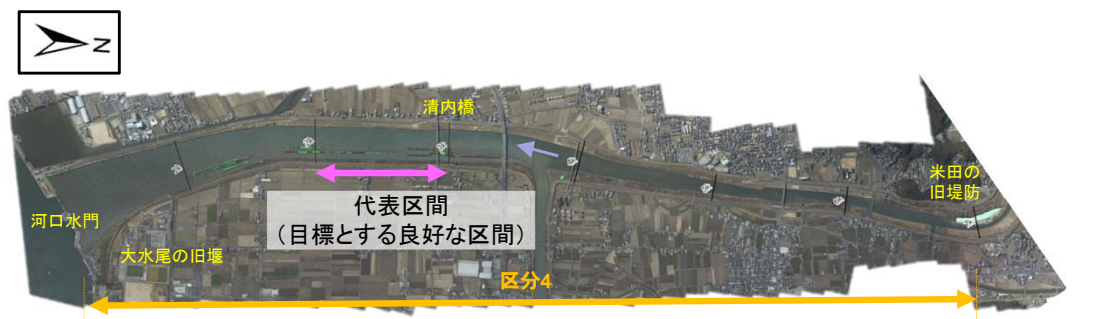 N
清内橋
米田の
旧堤防
河口水門
代表区間
(目標とする良好な区間)
大水尾の旧堰
区分4